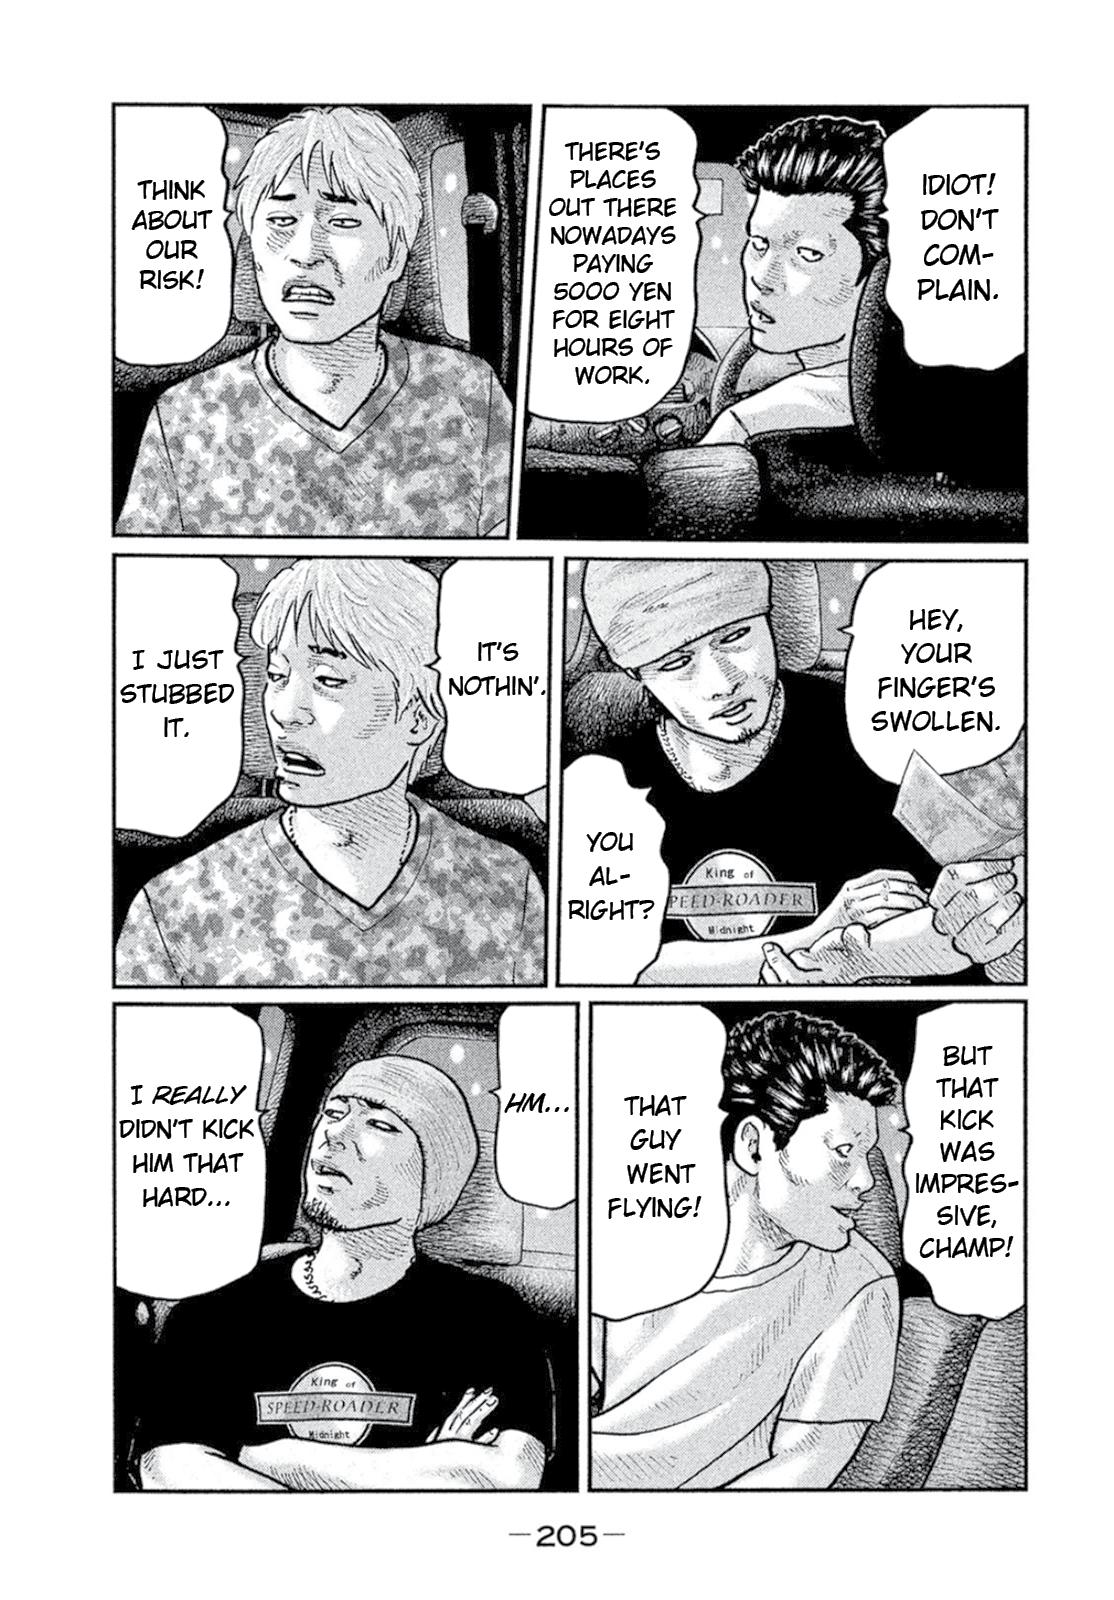 IDIOT!
DON'T
COM-
PLAIN.
THERE'S
PLACES
OUT THERE
NOWADAYS
PAYING
5000 YEN
FOR EIGHT
HOURS OF
WORK.
THINK
ABOUT
OUR
RISK!
HEY,
YOUR
FINGER'S
SWOLLEN.
YOU
AL-
RIGHT?
King of
PEED-ROADER
Midnight
H
IT'S
NOTHIN'.
I JUST
STUBBED
IT.
BUT
THAT
KICK
WAS
IMPRES-
SIVE,
CHAMP!
THAT
GUY
WENT
FLYING!
HM...
I REALLY
DIDN'T KICK
HIM THAT
HARD...
King of
SPEED-ROADER
Midnight
-205-